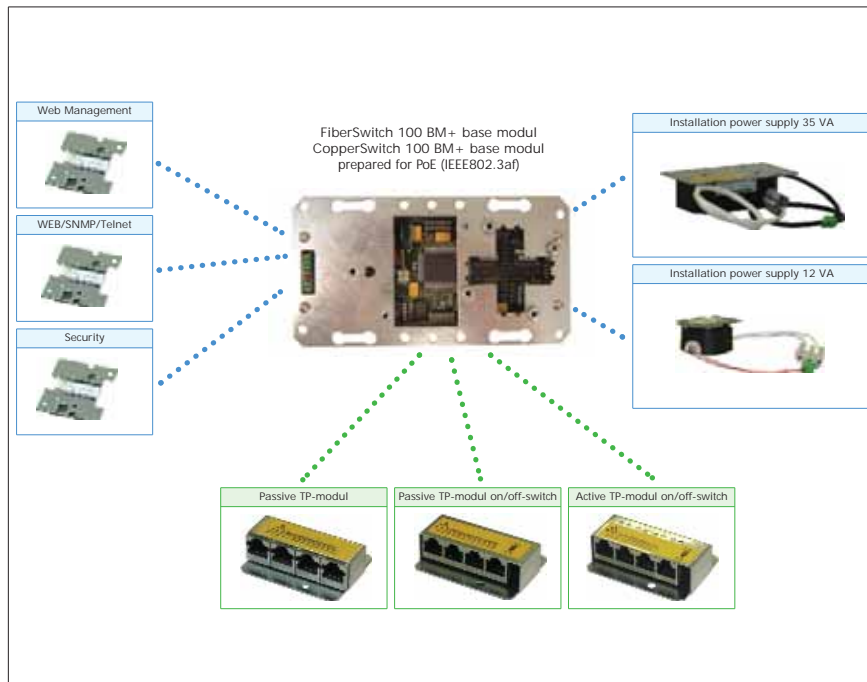 Web Management
WEB/SNMP/Telnet
Security
FiberSwitch 100 BM+ base modul
CopperSwitch 100 BM+ base modul
prepared for PoE (IEEE802.3af)
Installation power supply 35 VA
Installation power supply 12 VA
Passive TP-modul
Passive TP-modul on/off-switch
Active TP-modul on/off-switch